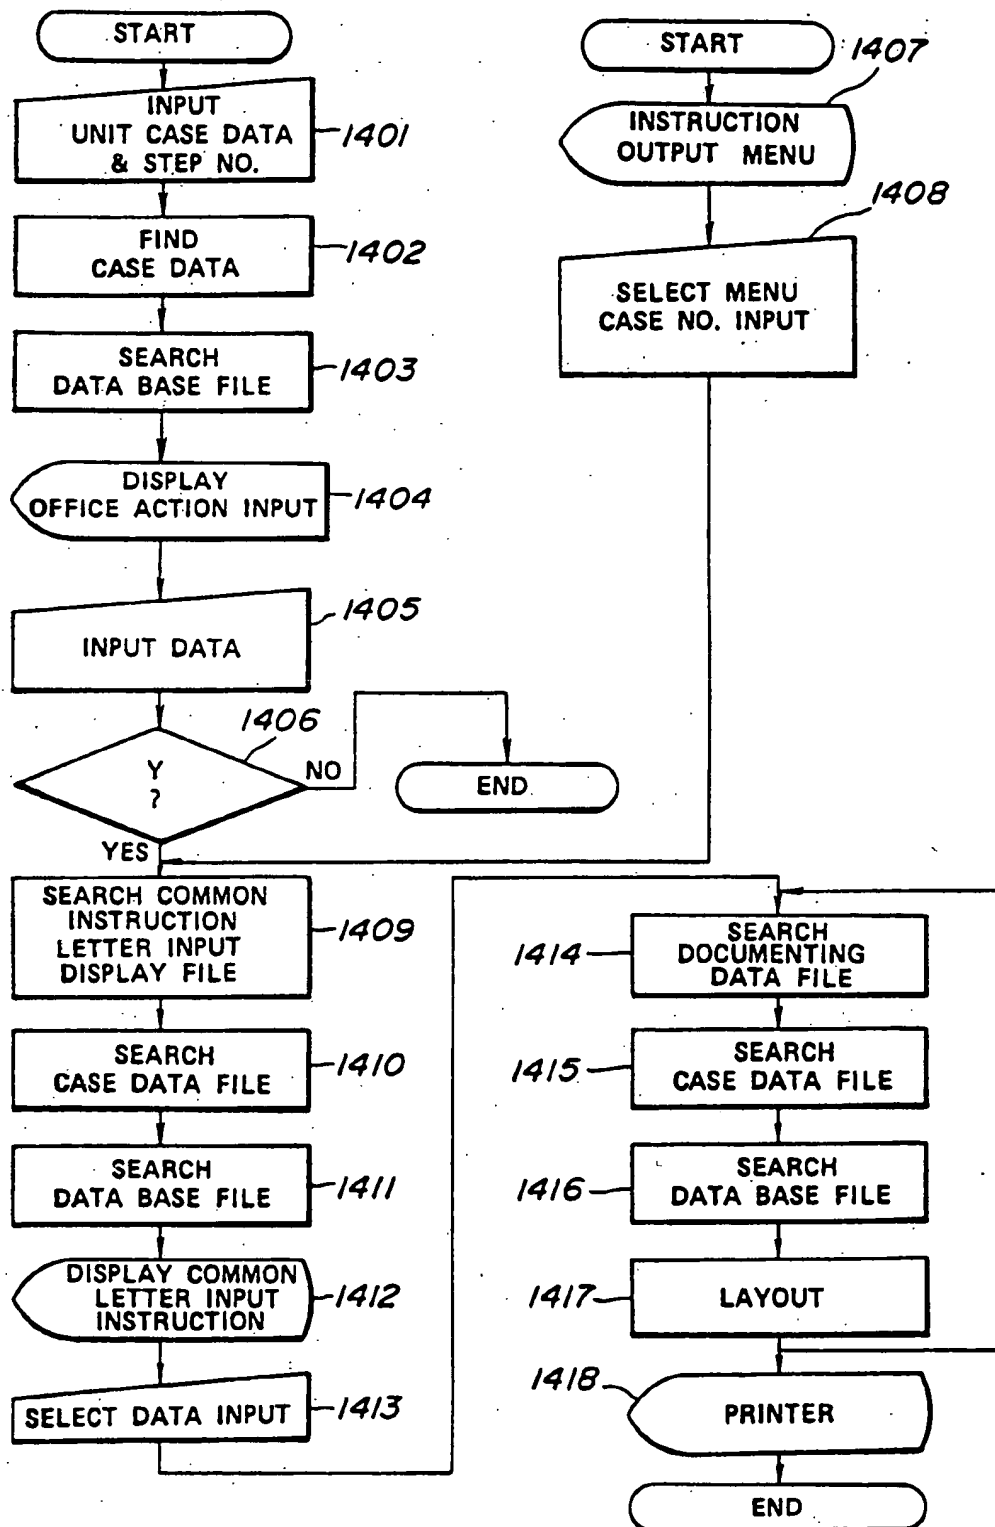 START
INPUT
UNIT CASE DATA
& STEP NO.
1401
FIND
CASE DATA
1402
SEARCH
DATA BASE FILE
1403
DISPLAY
OFFICE ACTION INPUT
1404
INPUT DATA
1405
Y
?
1406
NO
END
YES
START
INSTRUCTION
OUTPUT MENU
1407
SELECT MENU
CASE NO. INPUT
1408
SEARCH COMMON
INSTRUCTION
LETTER INPUT
DISPLAY FILE
1409
SEARCH
CASE DATA FILE
1410
SEARCH
DATA BASE FILE
1411
DISPLAY COMMON
LETTER INPUT
INSTRUCTION
1412
SELECT DATA INPUT
1413
1414
SEARCH
DOCUMENTING
DATA FILE
1415
SEARCH
CASE DATA FILE
1416
SEARCH
DATA BASE FILE
1417
LAYOUT
1418
PRINTER
END